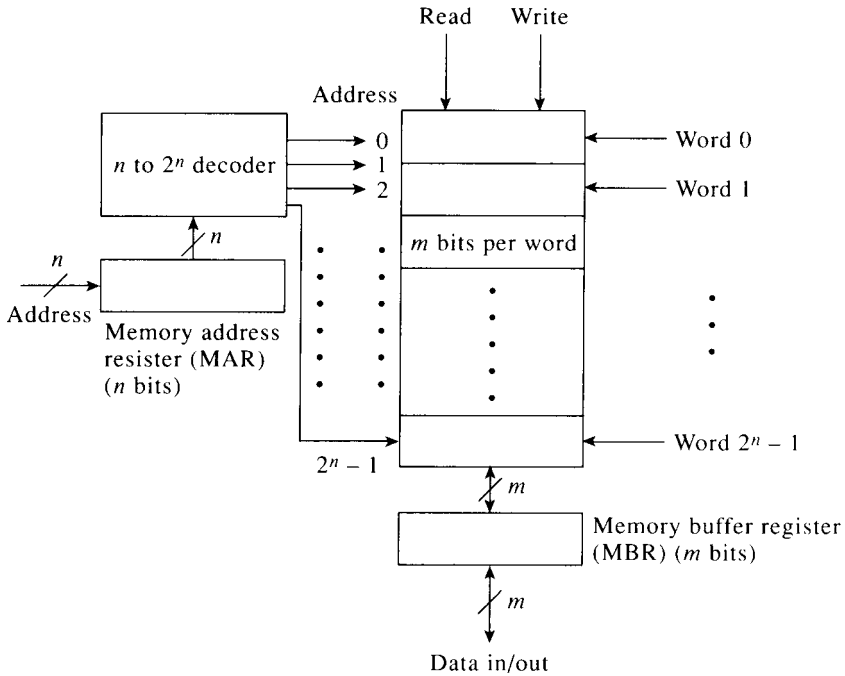 Read Write
Address
0
n to 2ⁿ decoder
1
2
Word 0
Word 1
n
m bits per word
n
Address
Memory address
resister (MAR)
(n bits)
2ⁿ – 1
Word 2ⁿ – 1
m
Memory buffer register
(MBR) (m bits)
m
Data in/out